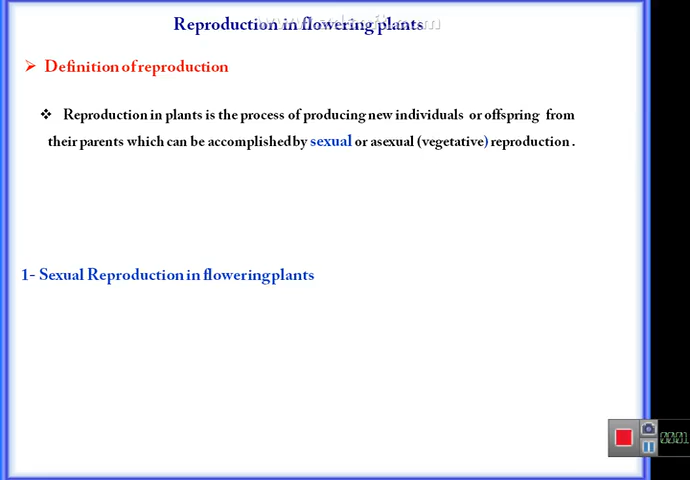 Reproduction in flowering plants
Definition of reproduction
Reproduction in plants is the process of producing new individuals or offspring from
their parents which can be accomplished by sexual or asexual (vegetative) reproduction .
1- Sexual Reproduction in flowering plants